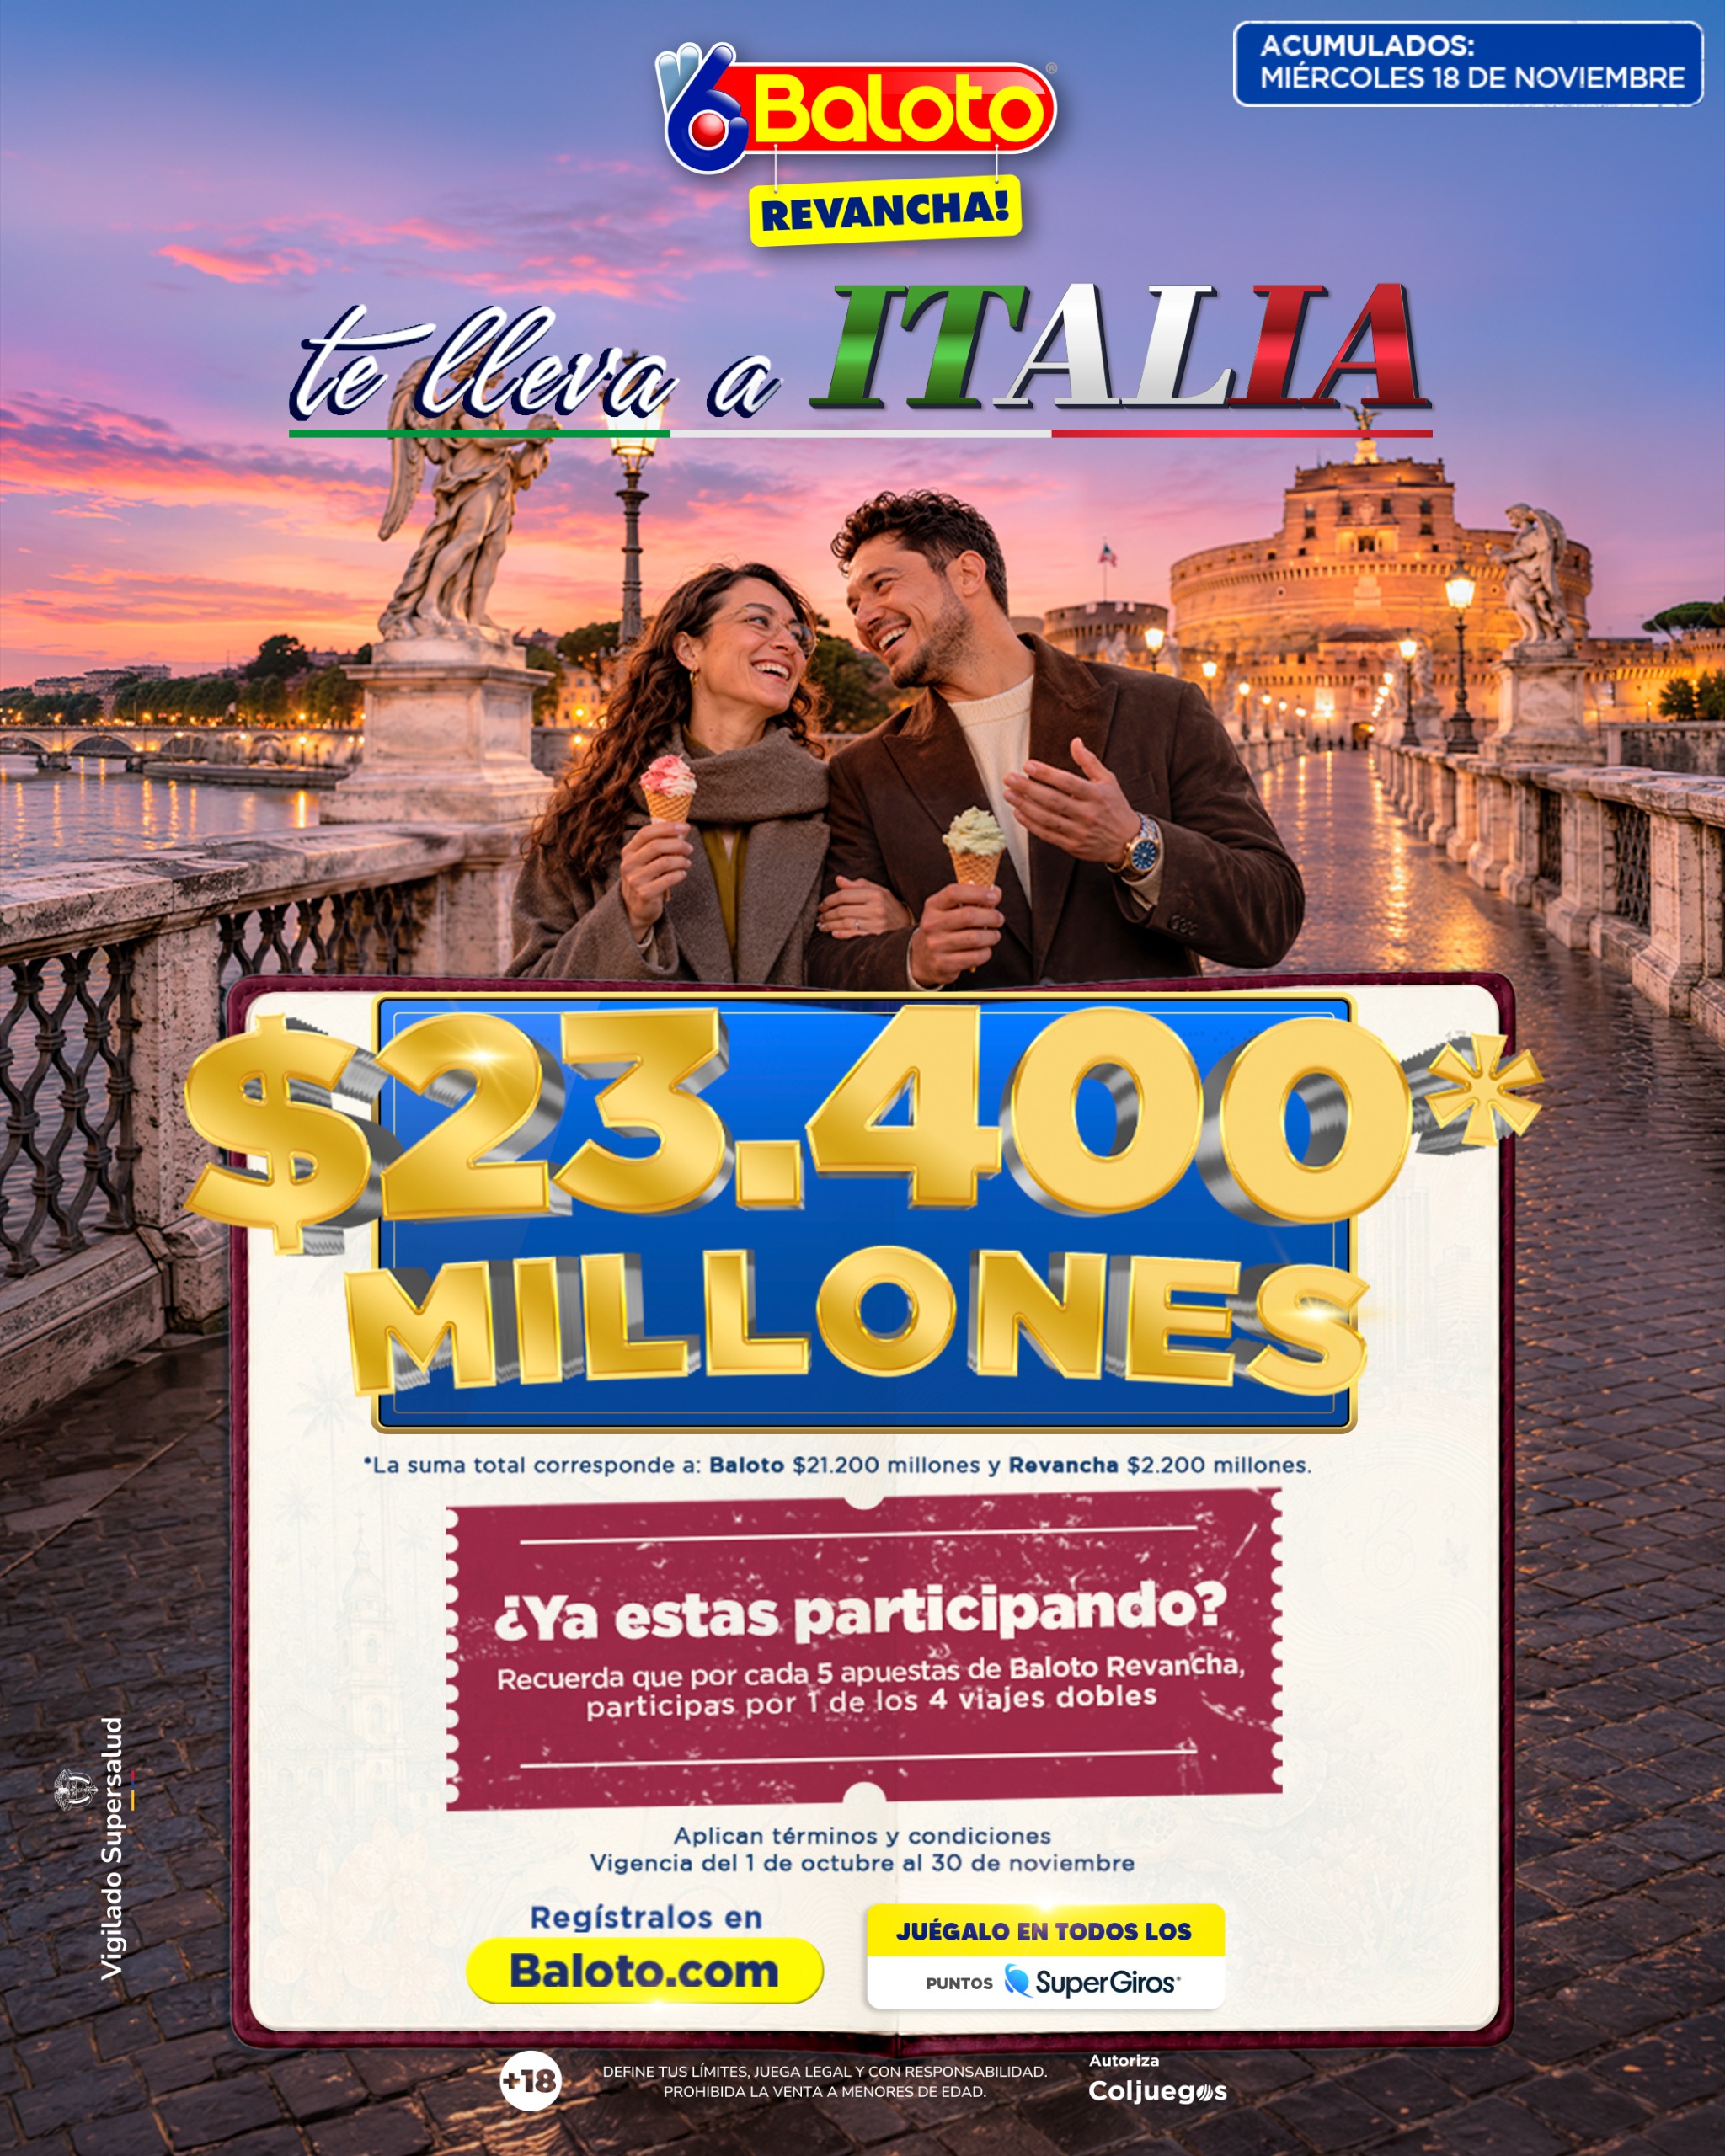 ACUMULADOS:
MIÉRCOLES 18 DE NOVIEMBRE
Baloto®
REVANCHA!
te lleva a ITALIA
$23.400*
MILLONES
*La suma total corresponde a: Baloto $21.200 millones y Revancha $2.200 millones.
¿Ya estas participando?
Recuerda que por cada 5 apuestas de Baloto Revancha,
participas por 1 de los 4 viajes dobles
Aplican términos y condiciones
Vigencia del 1 de octubre al 30 de noviembre
Regístralos en
Baloto.com
JUÉGALO EN TODOS LOS
PUNTOS SuperGiros
Vigilado Supersalud
+18
DEFINE TUS LÍMITES, JUEGA LEGAL Y CON RESPONSABILIDAD.
PROHIBIDA LA VENTA A MENORES DE EDAD.
Autoriza
Coljuegos